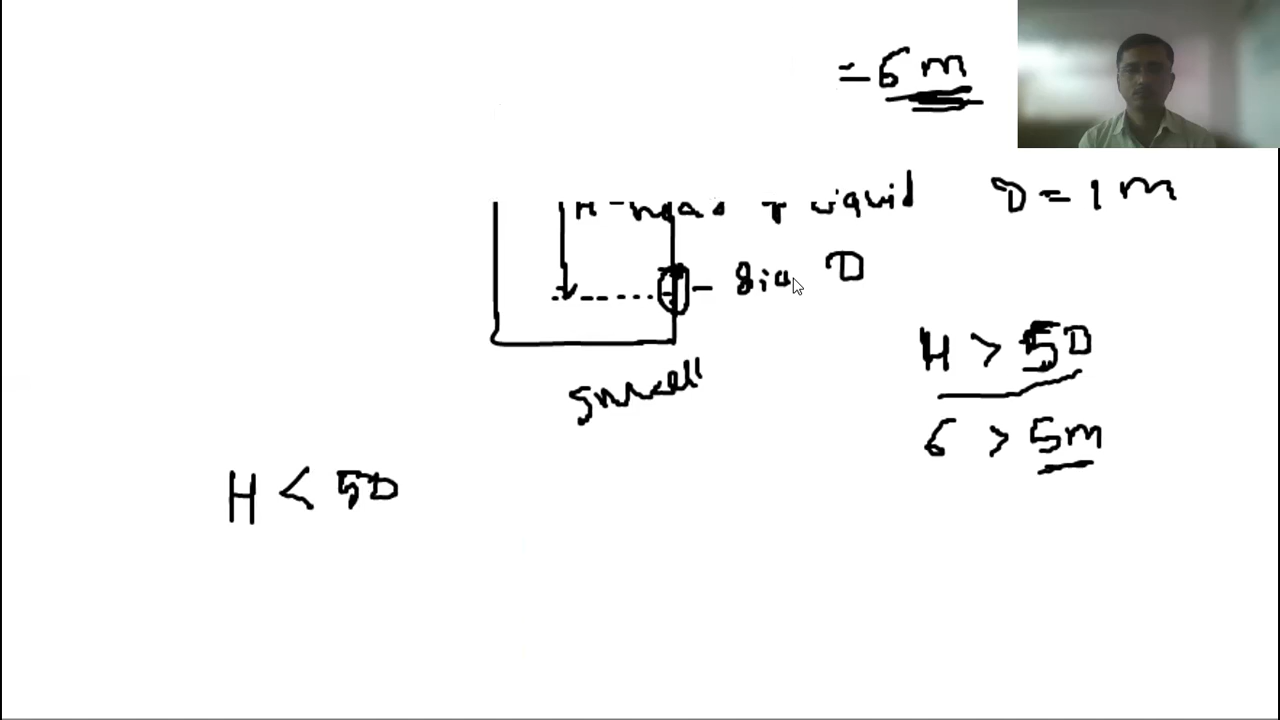 = 6 m
Liquid D = 1 m
- dia D
H > 5D
small
6 > 5m
H < 5D